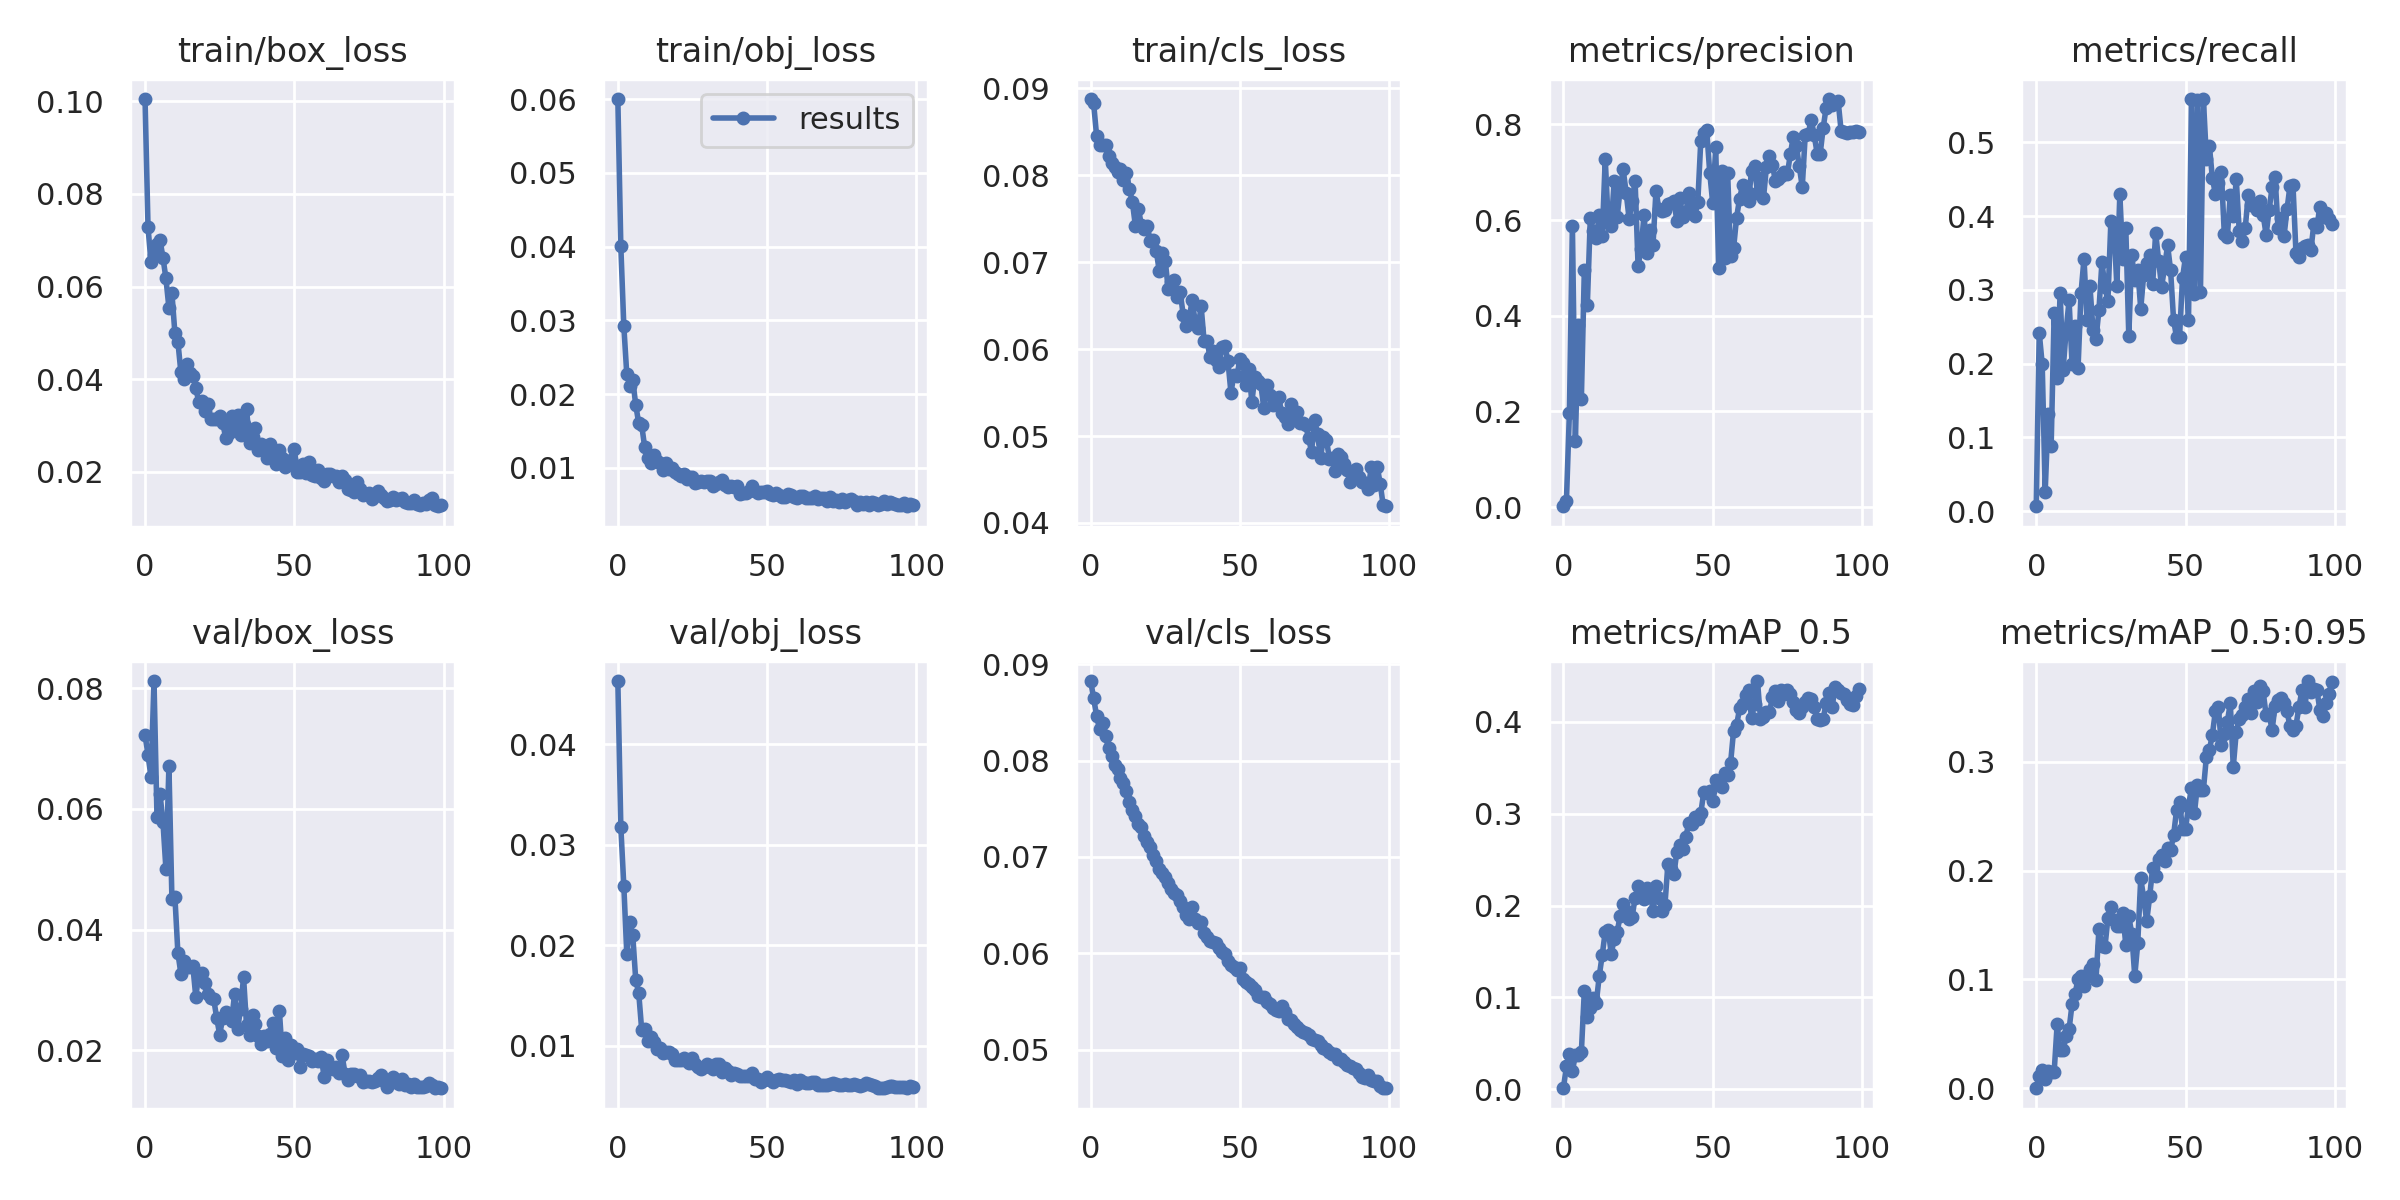 train/box_loss
0.10
0.08
0.06
0.04
0.02
0 50 100
train/obj_loss
results
0.06
0.05
0.04
0.03
0.02
0.01
0 50 100
train/cls_loss
0.09
0.08
0.07
0.06
0.05
0.04
0 50 100
metrics/precision
0.8
0.6
0.4
0.2
0.0
0 50 100
metrics/recall
0.5
0.4
0.3
0.2
0.1
0.0
0 50 100
val/box_loss
0.08
0.06
0.04
0.02
0 50 100
val/obj_loss
0.04
0.03
0.02
0.01
0 50 100
val/cls_loss
0.09
0.08
0.07
0.06
0.05
0 50 100
metrics/mAP_0.5
0.4
0.3
0.2
0.1
0.0
0 50 100
metrics/mAP_0.5:0.95
0.3
0.2
0.1
0.0
0 50 100